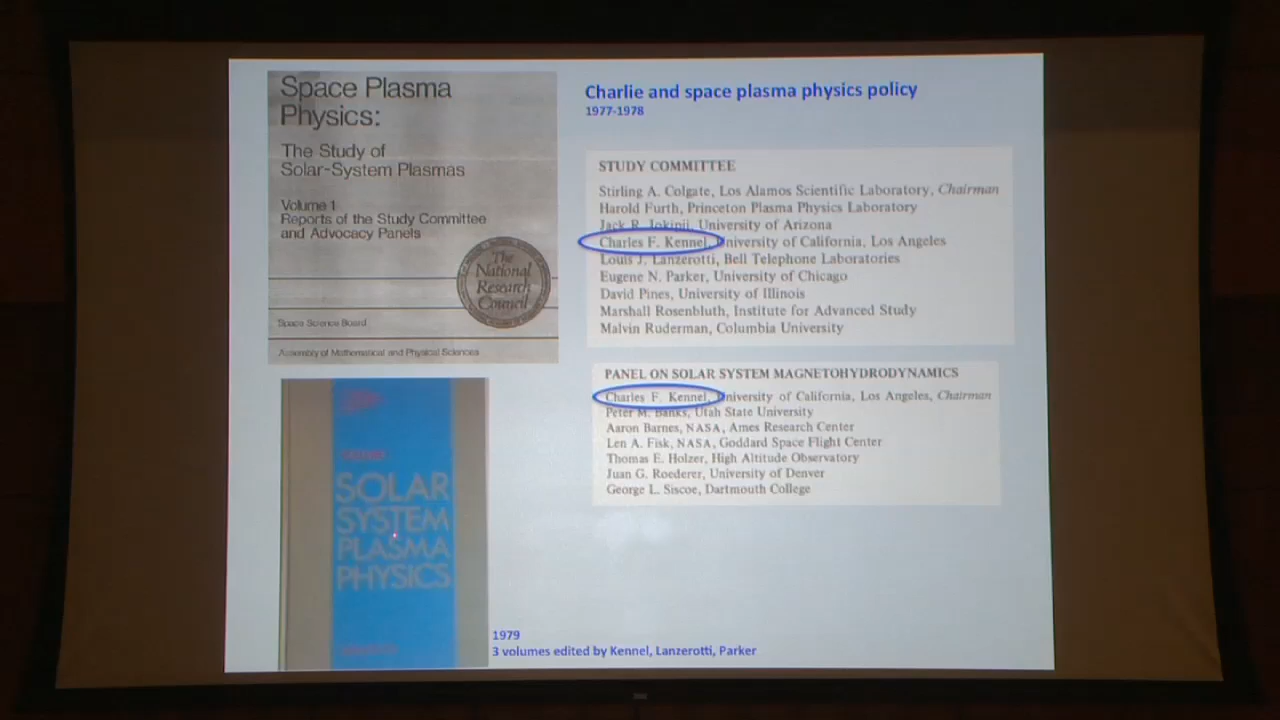 Space Plasma
Physics:
The Study of
Solar-System Plasmas
Volume 1
Reports of the Study Committee
and Advocacy Panels
The
National
Research
Council
Space Science Board
Assembly of Mathematical and Physical Sciences
Charlie and space plasma physics policy
1977-1978
STUDY COMMITTEE
Stirling A. Colgate, Los Alamos Scientific Laboratory, Chairman
Harold Furth, Princeton Plasma Physics Laboratory
Jack R. Jokipii, University of Arizona
Charles F. Kennel, University of California, Los Angeles
Louis J. Lanzerotti, Bell Telephone Laboratories
Eugene N. Parker, University of Chicago
David Pines, University of Illinois
Marshall Rosenbluth, Institute for Advanced Study
Malvin Ruderman, Columbia University
PANEL ON SOLAR SYSTEM MAGNETOHYDRODYNAMICS
Charles F. Kennel, University of California, Los Angeles, Chairman
Peter M. Banks, Utah State University
Aaron Barnes, NASA, Ames Research Center
Len A. Fisk, NASA, Goddard Space Flight Center
Thomas E. Holzer, High Altitude Observatory
Juan G. Roederer, University of Denver
George L. Siscoe, Dartmouth College
SOLAR
SYSTEM
PLASMA
PHYSICS
1979
3 volumes edited by Kennel, Lanzerotti, Parker